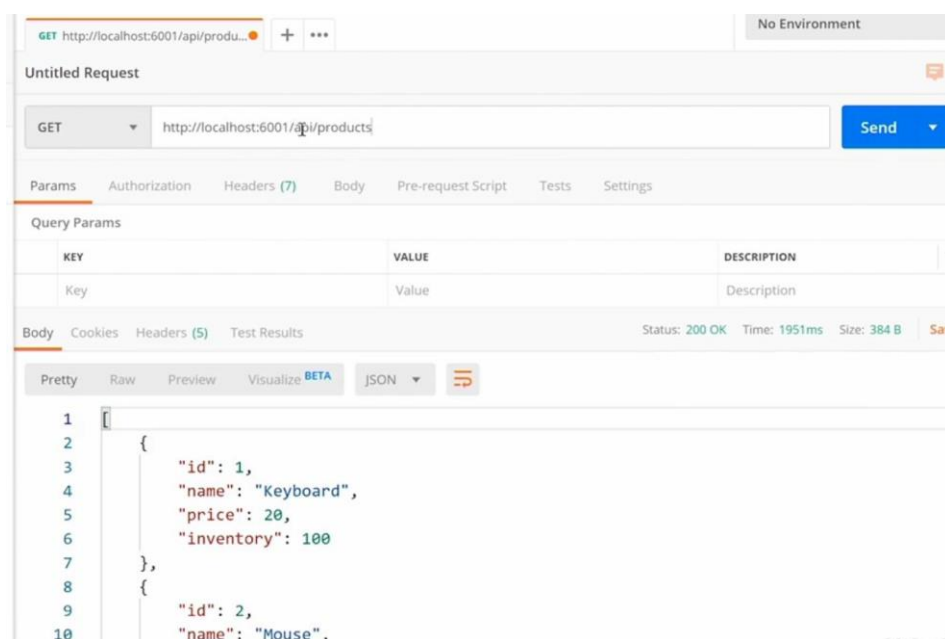 GET http://localhost:6001/api/produ... + •••
No Environment
Untitled Request
GET http://localhost:6001/api/products Send
Params Authorization Headers (7) Body Pre-request Script Tests Settings
Query Params
KEY VALUE DESCRIPTION
Key Value Description
Body Cookies Headers (5) Test Results Status: 200 OK Time: 1951ms Size: 384 B
Pretty Raw Preview Visualize BETA JSON
1 [
2 {
3 "id": 1,
4 "name": "Keyboard",
5 "price": 20,
6 "inventory": 100
7 },
8 {
9 "id": 2,
10 "name": "Mouse",